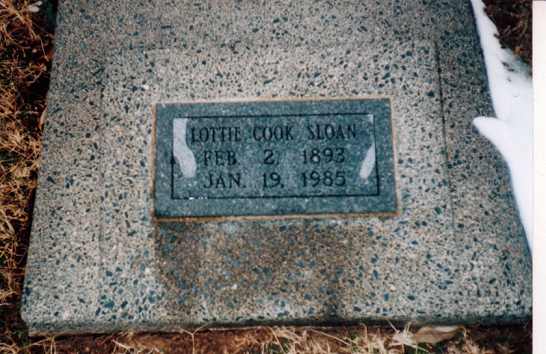 LOTTIE COOK SLOAN
FEB. 2, 1893
JAN. 19, 1985